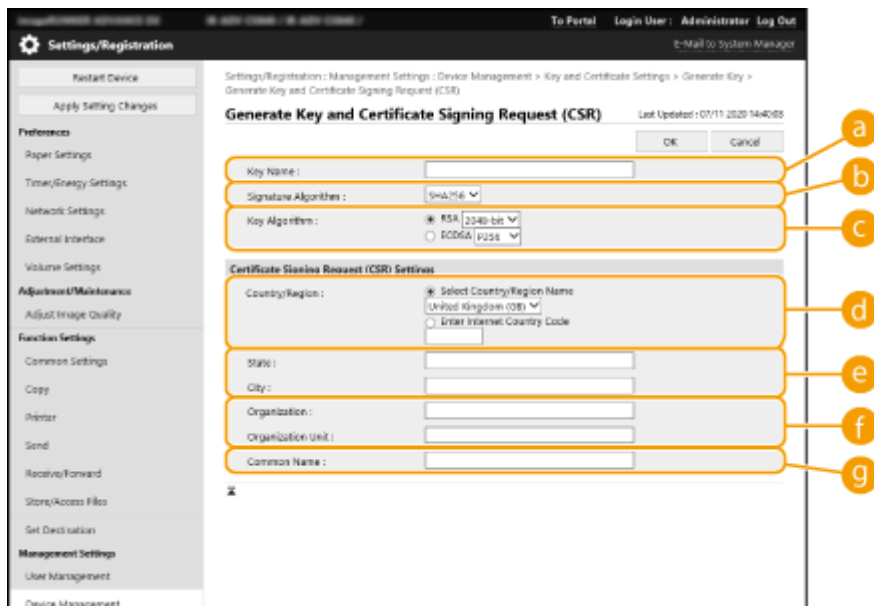 To Portal Login User : Administrator Log Out
Settings/Registration
E-Mail to System Manager
Restart Device
Apply Setting Changes
Preferences
Paper Settings
Timer/Energy Settings
Network Settings
External Interface
Volume Settings
Adjustment/Maintenance
Adjust Image Quality
Function Settings
Common Settings
Copy
Printer
Send
Receive/Forward
Store/Access Files
Set Destination
Management Settings
User Management
Device Management
Settings/Registration : Management Settings : Device Management > Key and Certificate Settings > Generate Key >
Generate Key and Certificate Signing Request (CSR)
Generate Key and Certificate Signing Request (CSR)
Last Updated : 07/11 2020 14:40:08
OK Cancel
Key Name :
a
Signature Algorithm : SHA256
b
Key Algorithm : RSA 2048-bit
ECDSA P256
c
Certificate Signing Request (CSR) Settings
Country/Region : Select Country/Region Name
United Kingdom (GB)
Enter Internet Country Code
d
State :
City :
e
Organization :
Organization Unit :
f
Common Name :
g